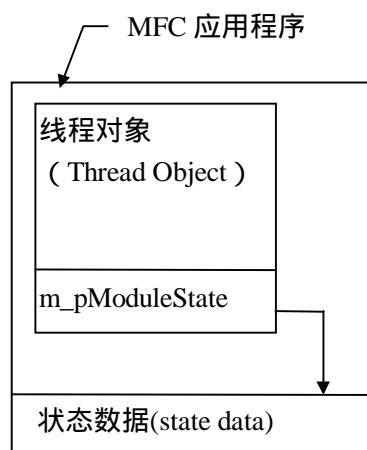 MFC 应用程序
线程对象
（Thread Object）
m_pModuleState
状态数据(state data)